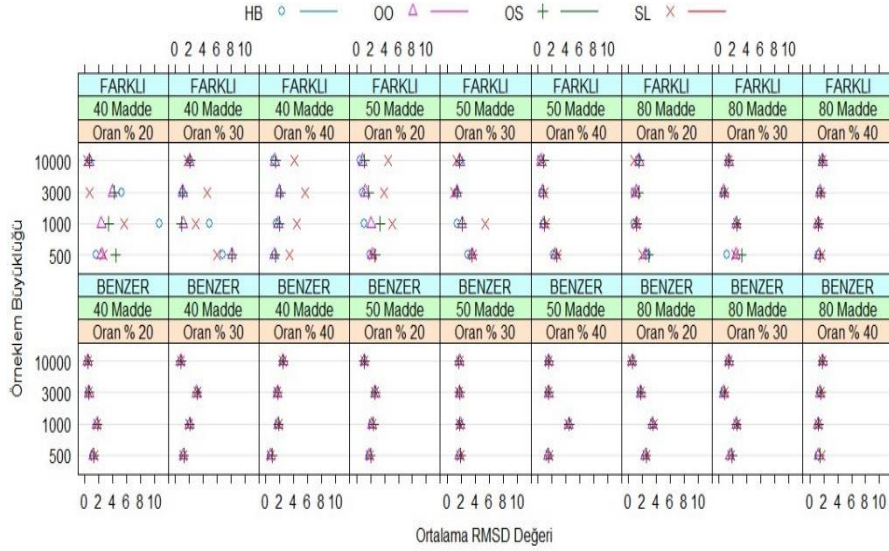 HB OO OS SL
0 2 4 6 8 10 0 2 4 6 8 10 0 2 4 6 8 10 0 2 4 6 8 10
FARKLI FARKLI FARKLI FARKLI FARKLI FARKLI FARKLI FARKLI FARKLI
40 Madde 40 Madde 40 Madde 50 Madde 50 Madde 50 Madde 80 Madde 80 Madde 80 Madde
Oran % 20 Oran % 30 Oran % 40 Oran % 20 Oran % 30 Oran % 40 Oran % 20 Oran % 30 Oran % 40
10000
3000
1000
500
BENZER BENZER BENZER BENZER BENZER BENZER BENZER BENZER BENZER
40 Madde 40 Madde 40 Madde 50 Madde 50 Madde 50 Madde 80 Madde 80 Madde 80 Madde
Oran % 20 Oran % 30 Oran % 40 Oran % 20 Oran % 30 Oran % 40 Oran % 20 Oran % 30 Oran % 40
10000
3000
1000
500
Örneklem Büyüklüğü
0 2 4 6 8 10 0 2 4 6 8 10 0 2 4 6 8 10 0 2 4 6 8 10 0 2 4 6 8 10
Ortalama RMSD Değeri